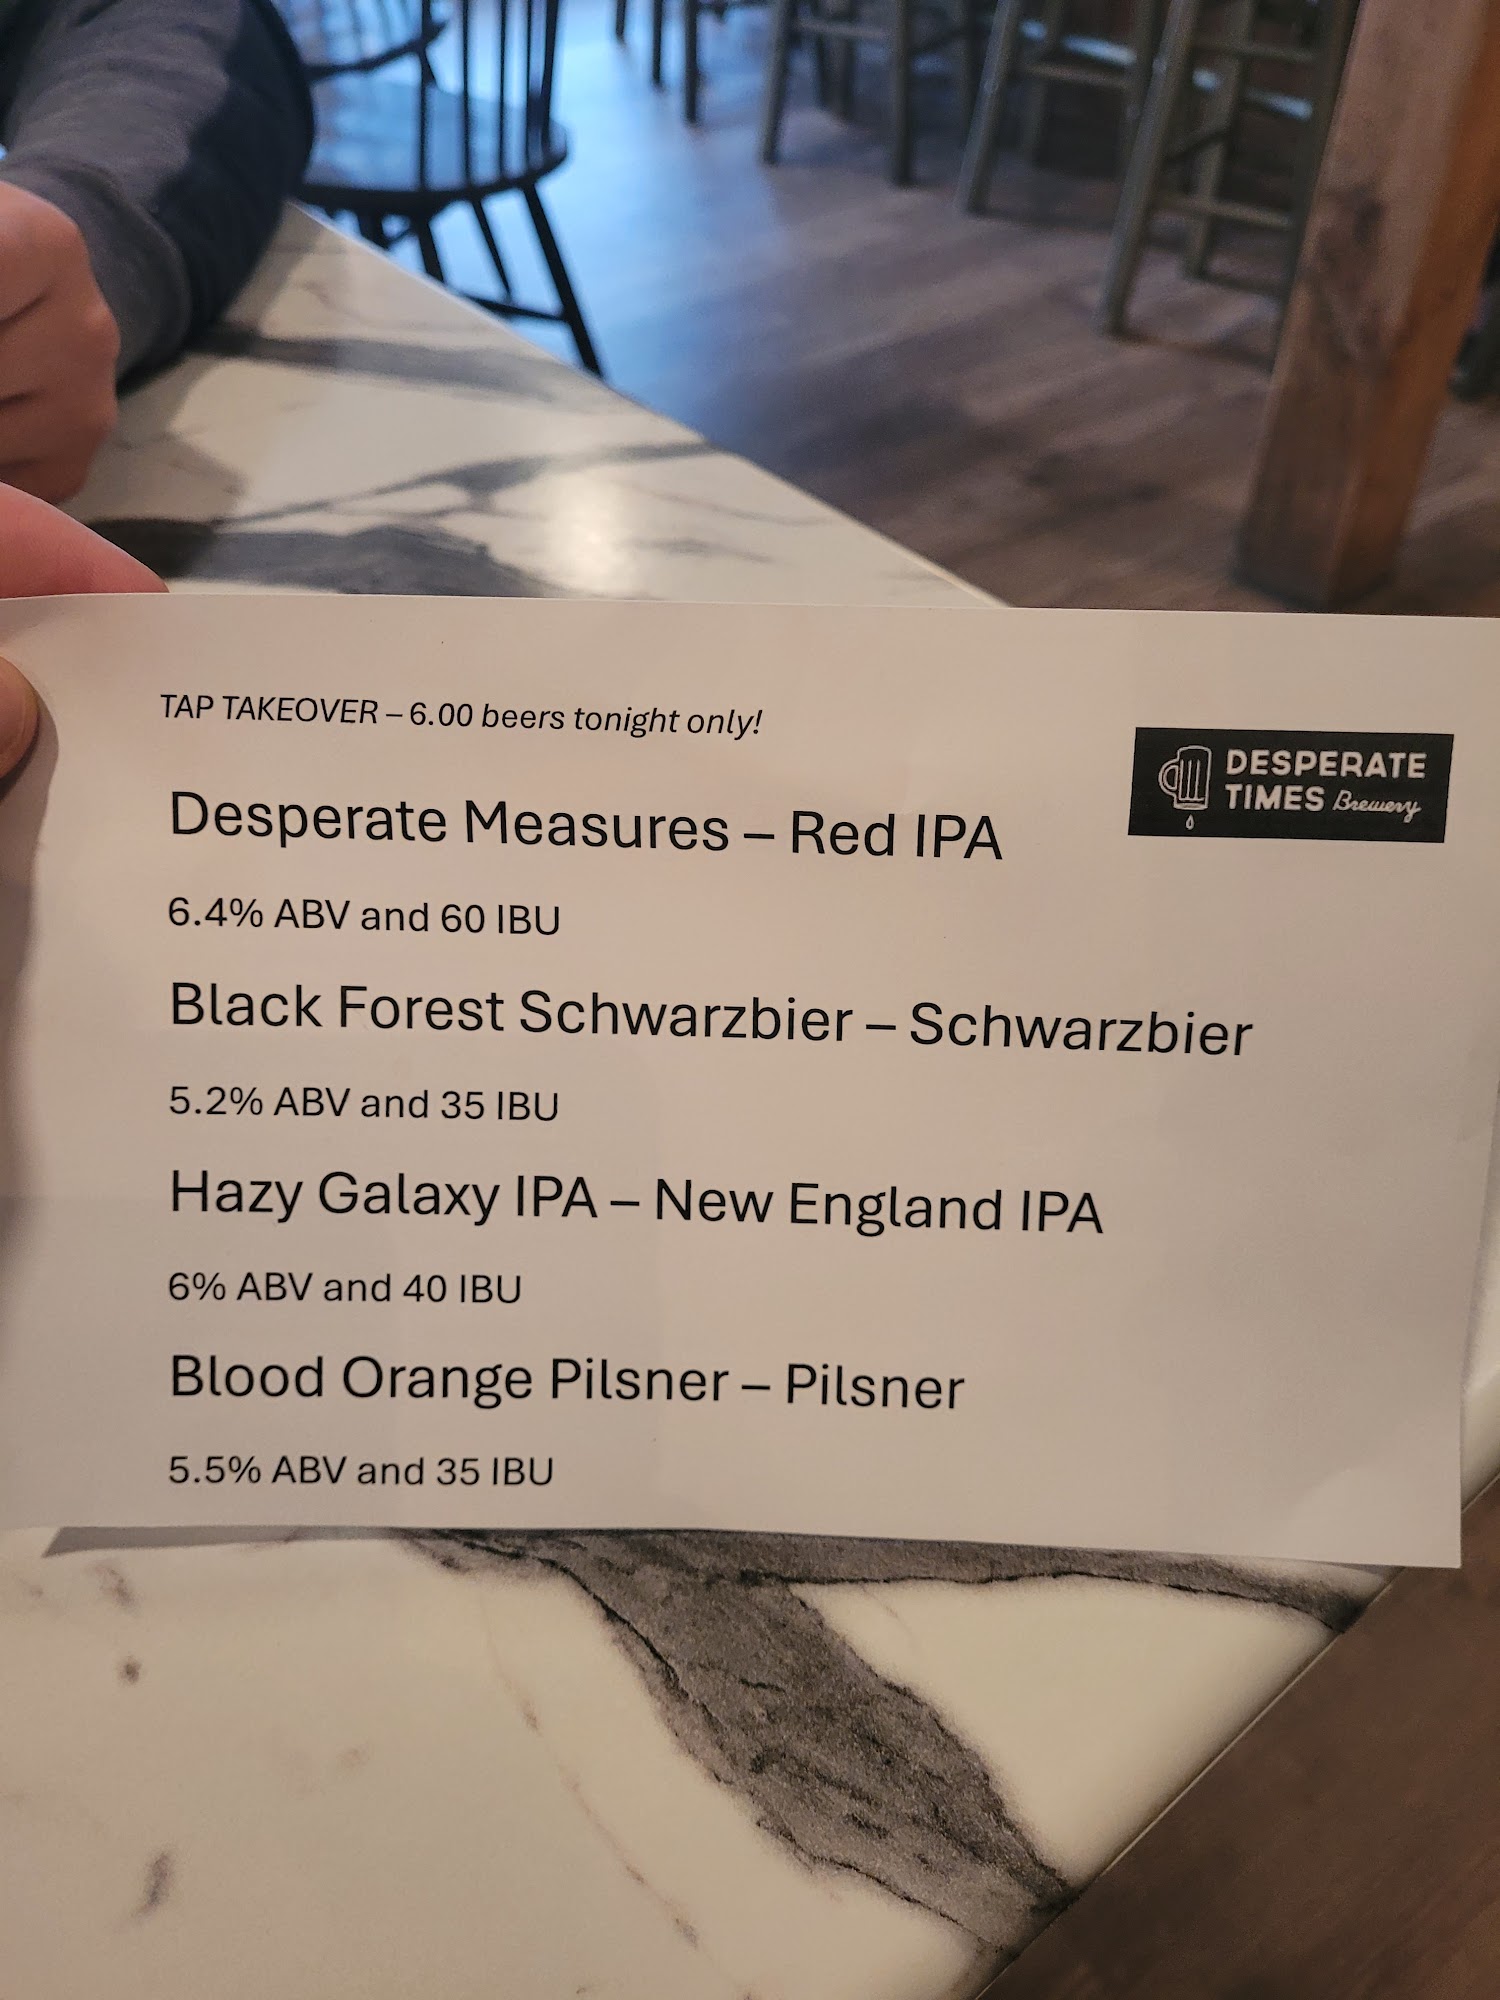 TAP TAKEOVER – 6.00 beers tonight only!
DESPERATE
TIMES Brewery
Desperate Measures – Red IPA
6.4% ABV and 60 IBU
Black Forest Schwarzbier – Schwarzbier
5.2% ABV and 35 IBU
Hazy Galaxy IPA – New England IPA
6% ABV and 40 IBU
Blood Orange Pilsner – Pilsner
5.5% ABV and 35 IBU